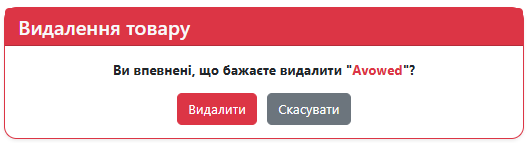 Видалення товару
Ви впевнені, що бажаєте видалити "Avowed"?
Видалити Скасувати